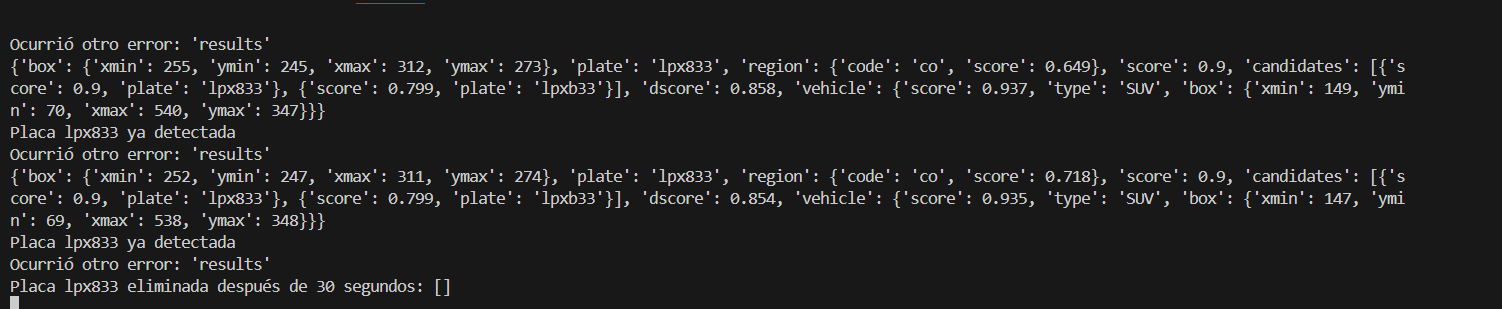 Ocurrió otro error: 'results'
{'box': {'xmin': 255, 'ymin': 245, 'xmax': 312, 'ymax': 273}, 'plate': 'lpx833', 'region': {'code': 'co', 'score': 0.649}, 'score': 0.9, 'candidates': [{'s
core': 0.9, 'plate': 'lpx833'}, {'score': 0.799, 'plate': 'lpxb33'}], 'dscore': 0.858, 'vehicle': {'score': 0.937, 'type': 'SUV', 'box': {'xmin': 149, 'ymi
n': 70, 'xmax': 540, 'ymax': 347}}}
Placa lpx833 ya detectada
Ocurrió otro error: 'results'
{'box': {'xmin': 252, 'ymin': 247, 'xmax': 311, 'ymax': 274}, 'plate': 'lpx833', 'region': {'code': 'co', 'score': 0.718}, 'score': 0.9, 'candidates': [{'s
core': 0.9, 'plate': 'lpx833'}, {'score': 0.799, 'plate': 'lpxb33'}], 'dscore': 0.854, 'vehicle': {'score': 0.935, 'type': 'SUV', 'box': {'xmin': 147, 'ymi
n': 69, 'xmax': 538, 'ymax': 348}}}
Placa lpx833 ya detectada
Ocurrió otro error: 'results'
Placa lpx833 eliminada después de 30 segundos: []